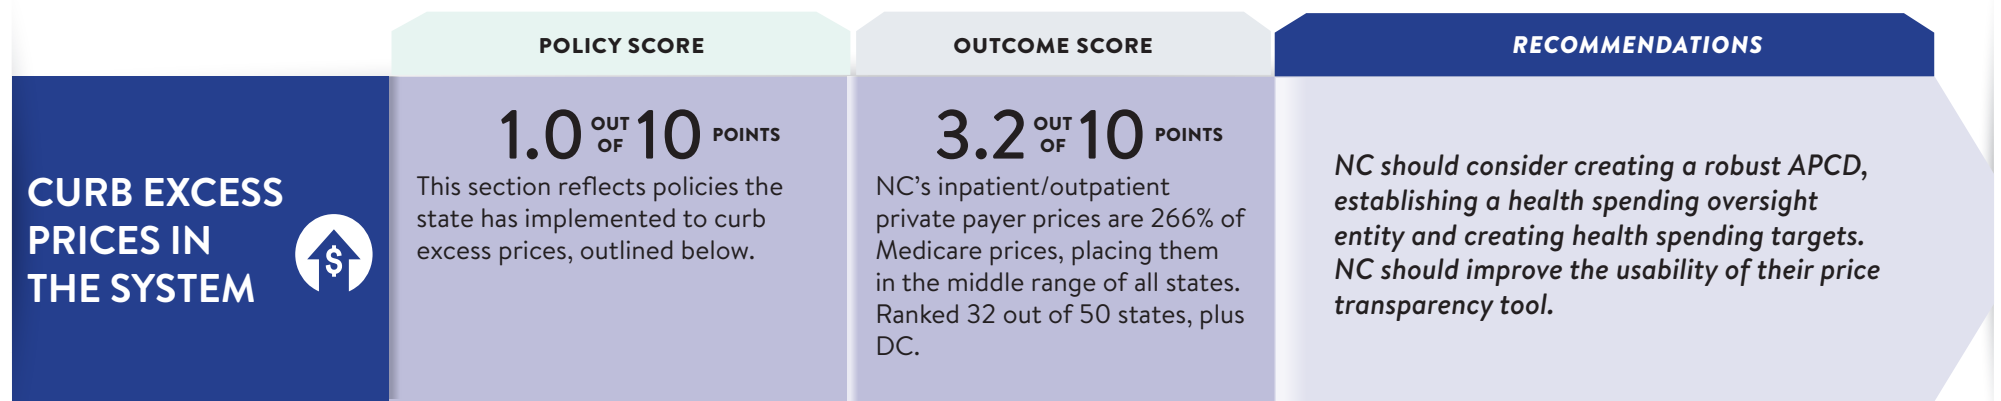 POLICY SCORE
OUTCOME SCORE
RECOMMENDATIONS
CURB EXCESS
PRICES IN
THE SYSTEM
$
1.0 OUT OF 10 POINTS
This section reflects policies the
state has implemented to curb
excess prices, outlined below.
3.2 OUT OF 10 POINTS
NC’s inpatient/outpatient
private payer prices are 266% of
Medicare prices, placing them
in the middle range of all states.
Ranked 32 out of 50 states, plus
DC.
NC should consider creating a robust APCD,
establishing a health spending oversight
entity and creating health spending targets.
NC should improve the usability of their price
transparency tool.